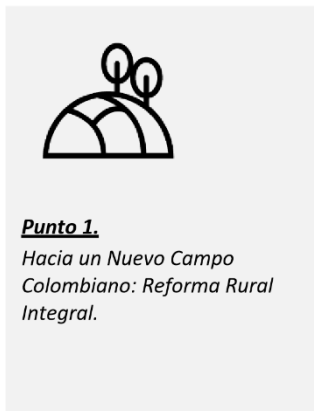 Punto 1.
Hacia un Nuevo Campo
Colombiano: Reforma Rural
Integral.